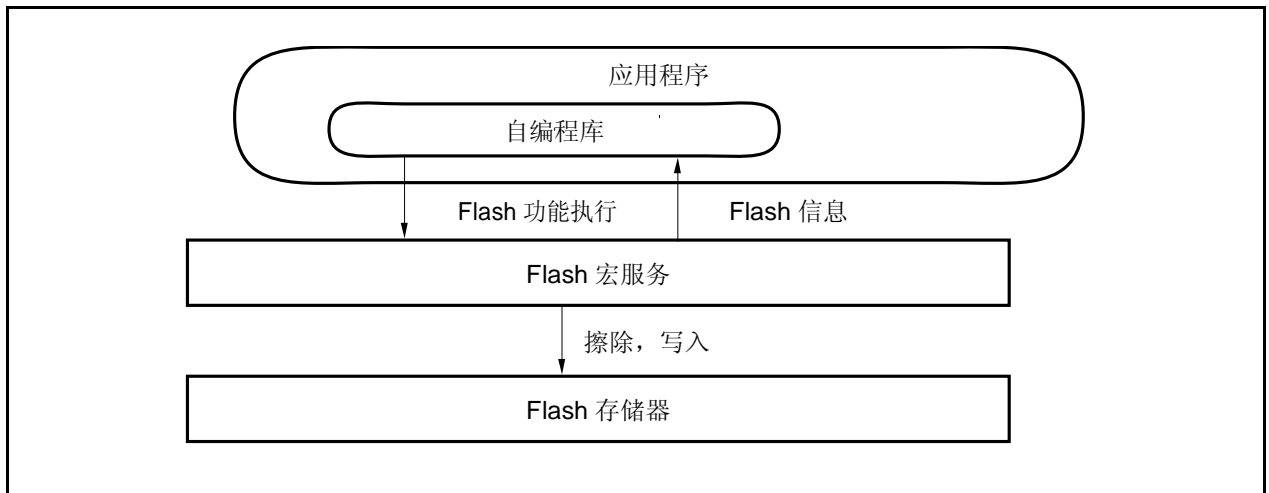 应用程序
自编程库
Flash 功能执行
Flash 信息
Flash 宏服务
擦除，写入
Flash 存储器